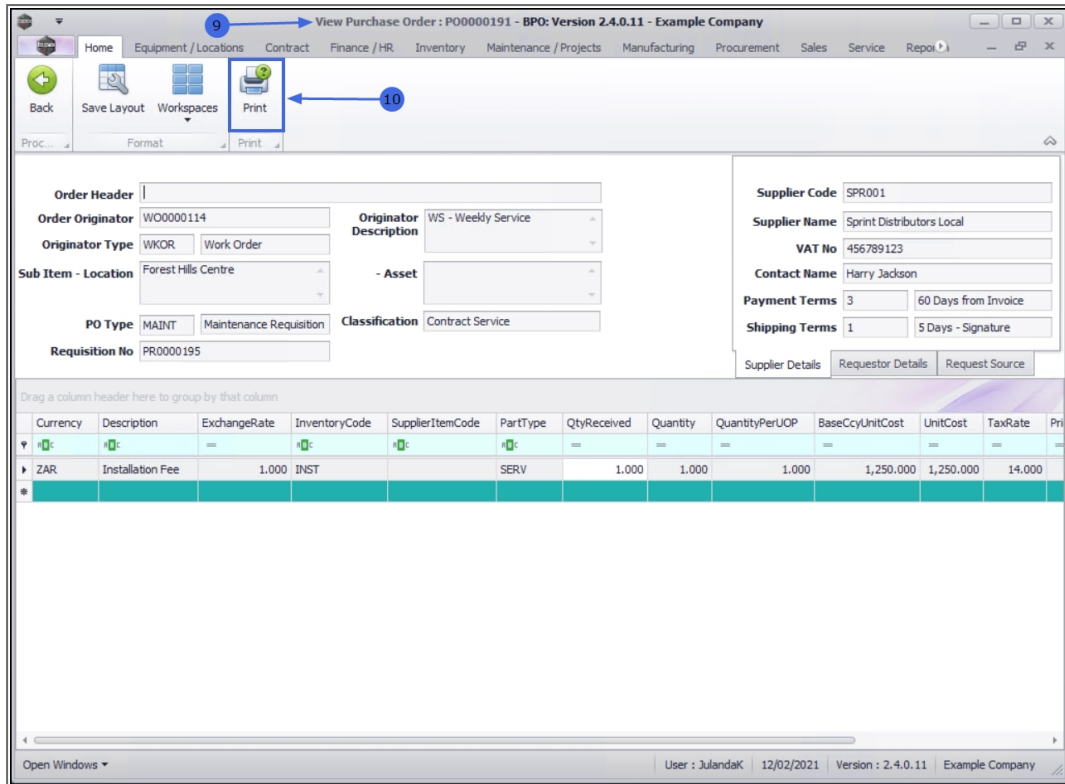 9
View Purchase Order : PO0000191 - BPO: Version 2.4.0.11 - Example Company
Home Equipment / Locations Contract Finance / HR Inventory Maintenance / Projects Manufacturing Procurement Sales Service
Back Save Layout Workspaces Print
10
Proc... Format Print
Order Header
Order Originator WO0000114
Originator Description WS - Weekly Service
Originator Type WKOR Work Order
Sub Item - Location Forest Hills Centre
- Asset
PO Type MAINT Maintenance Requisition
Classification Contract Service
Requisition No PR0000195
Supplier Code SPR001
Supplier Name Sprint Distributors Local
VAT No 456789123
Contact Name Harry Jackson
Payment Terms 3 60 Days from Invoice
Shipping Terms 1 5 Days - Signature
Supplier Details Requestor Details Request Source
Drag a column header here to group by that column
Currency Description ExchangeRate InventoryCode SupplierItemCode PartType QtyReceived Quantity QuantityPerUOP BaseCcyUnitCost UnitCost TaxRate Pri
ZAR Installation Fee 1.000 INST SERV 1.000 1.000 1.000 1,250.000 1,250.000 14.000
Open Windows User : JulandaK 12/02/2021 Version : 2.4.0.11 Example Company